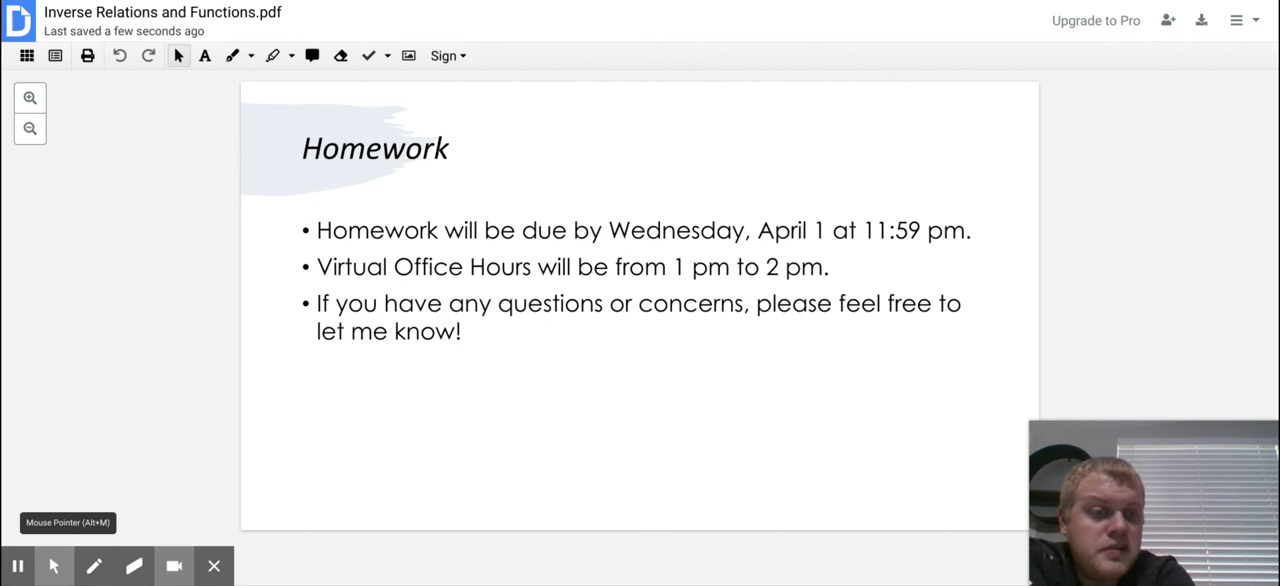 Inverse Relations and Functions.pdf
Last saved a few seconds ago
Upgrade to Pro
Sign
Homework
• Homework will be due by Wednesday, April 1 at 11:59 pm.
• Virtual Office Hours will be from 1 pm to 2 pm.
• If you have any questions or concerns, please feel free to
let me know!
Mouse Pointer (Alt+M)